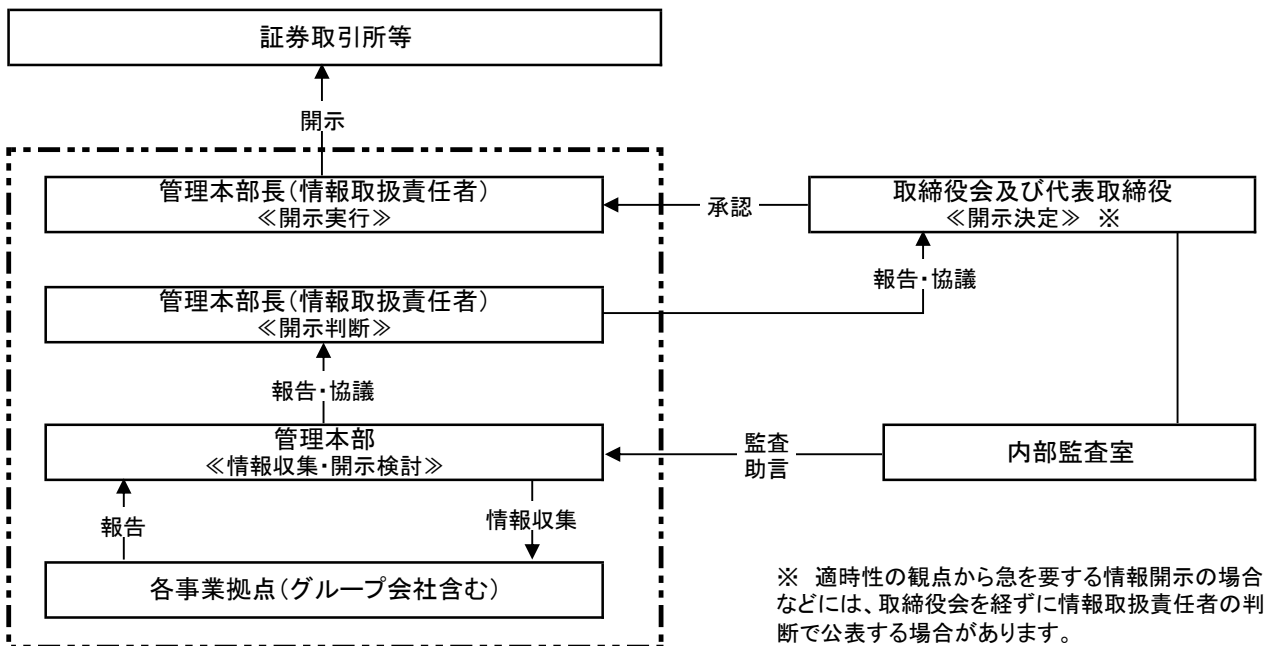 証券取引所等
開示
管理本部長(情報取扱責任者)
≪開示実行≫
承認
取締役会及び代表取締役
≪開示決定≫ ※
管理本部長(情報取扱責任者)
≪開示判断≫
報告・協議
報告・協議
管理本部
≪情報収集・開示検討≫
監査
助言
内部監査室
報告
情報収集
各事業拠点(グループ会社含む)
※ 適時性の観点から急を要する情報開示の場合
などには、取締役会を経ずに情報取扱責任者の判
断で公表する場合があります。